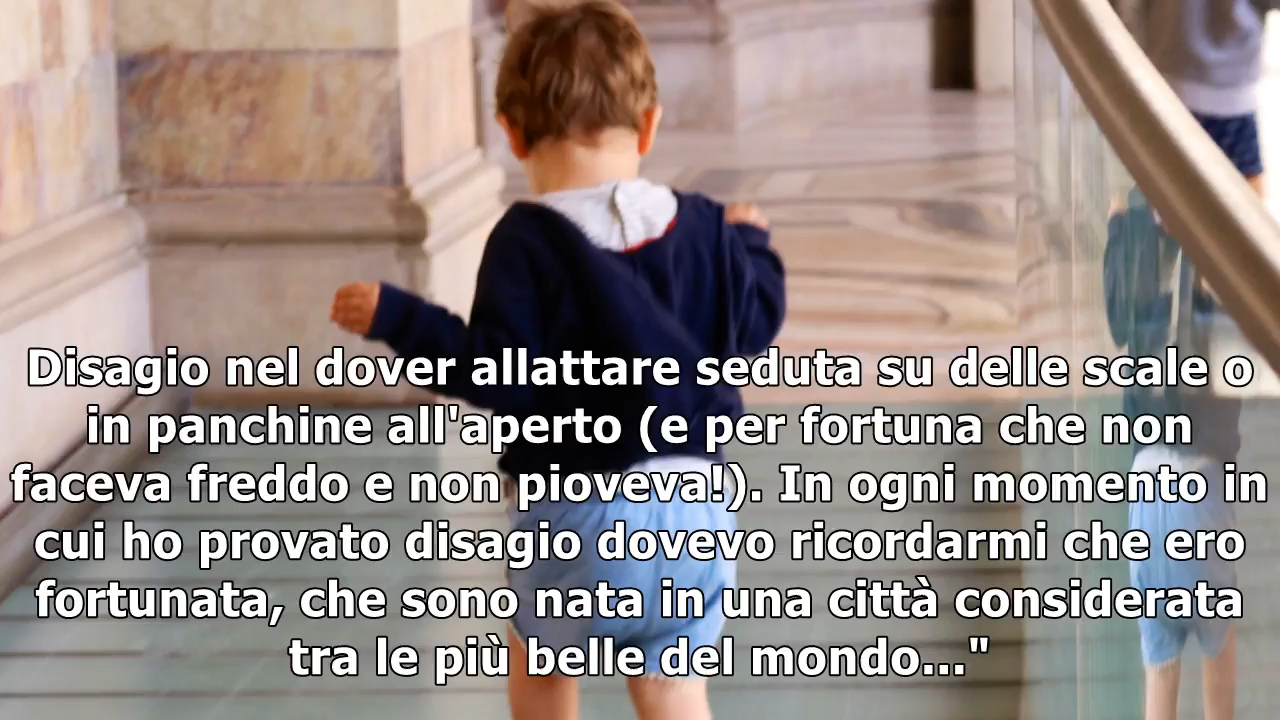 Disagio nel dover allattare seduta su delle scale o
in panchine all'aperto (e per fortuna che non
faceva freddo e non pioveva!). In ogni momento in
cui ho provato disagio dovevo ricordarmi che ero
fortunata, che sono nata in una città considerata
tra le più belle del mondo..."